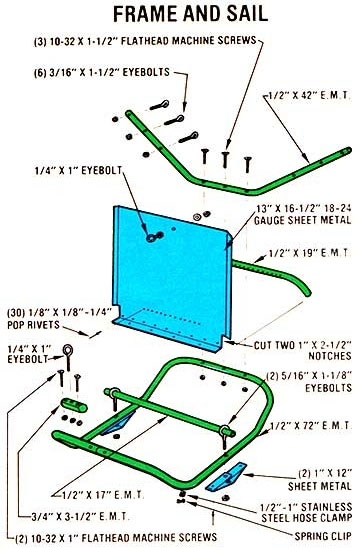 FRAME AND SAIL
(3) 10-32 X 1-1/2" FLATHEAD MACHINE SCREWS
(6) 3/16" X 1-1/2" EYEBOLTS
1/2" X 42" E.M.T.
1/4" X 1" EYEBOLT
13" X 16-1/2" 18-24
GAUGE SHEET METAL
1/2" X 19" E.M.T.
(30) 1/8" X 1/8"-1/4"
POP RIVETS
1/4" X 1"
EYEBOLT
CUT TWO 1" X 2-1/2"
NOTCHES
(2) 5/16" X 1-1/8"
EYEBOLTS
1/2" X 72" E.M.T.
(2) 1" X 12"
SHEET METAL
1/2" X 17" E.M.T.
1/2"-1" STAINLESS
STEEL HOSE CLAMP
3/4" X 3-1/2" E.M.T.
SPRING CLIP
(2) 10-32 X 1" FLATHEAD MACHINE SCREWS